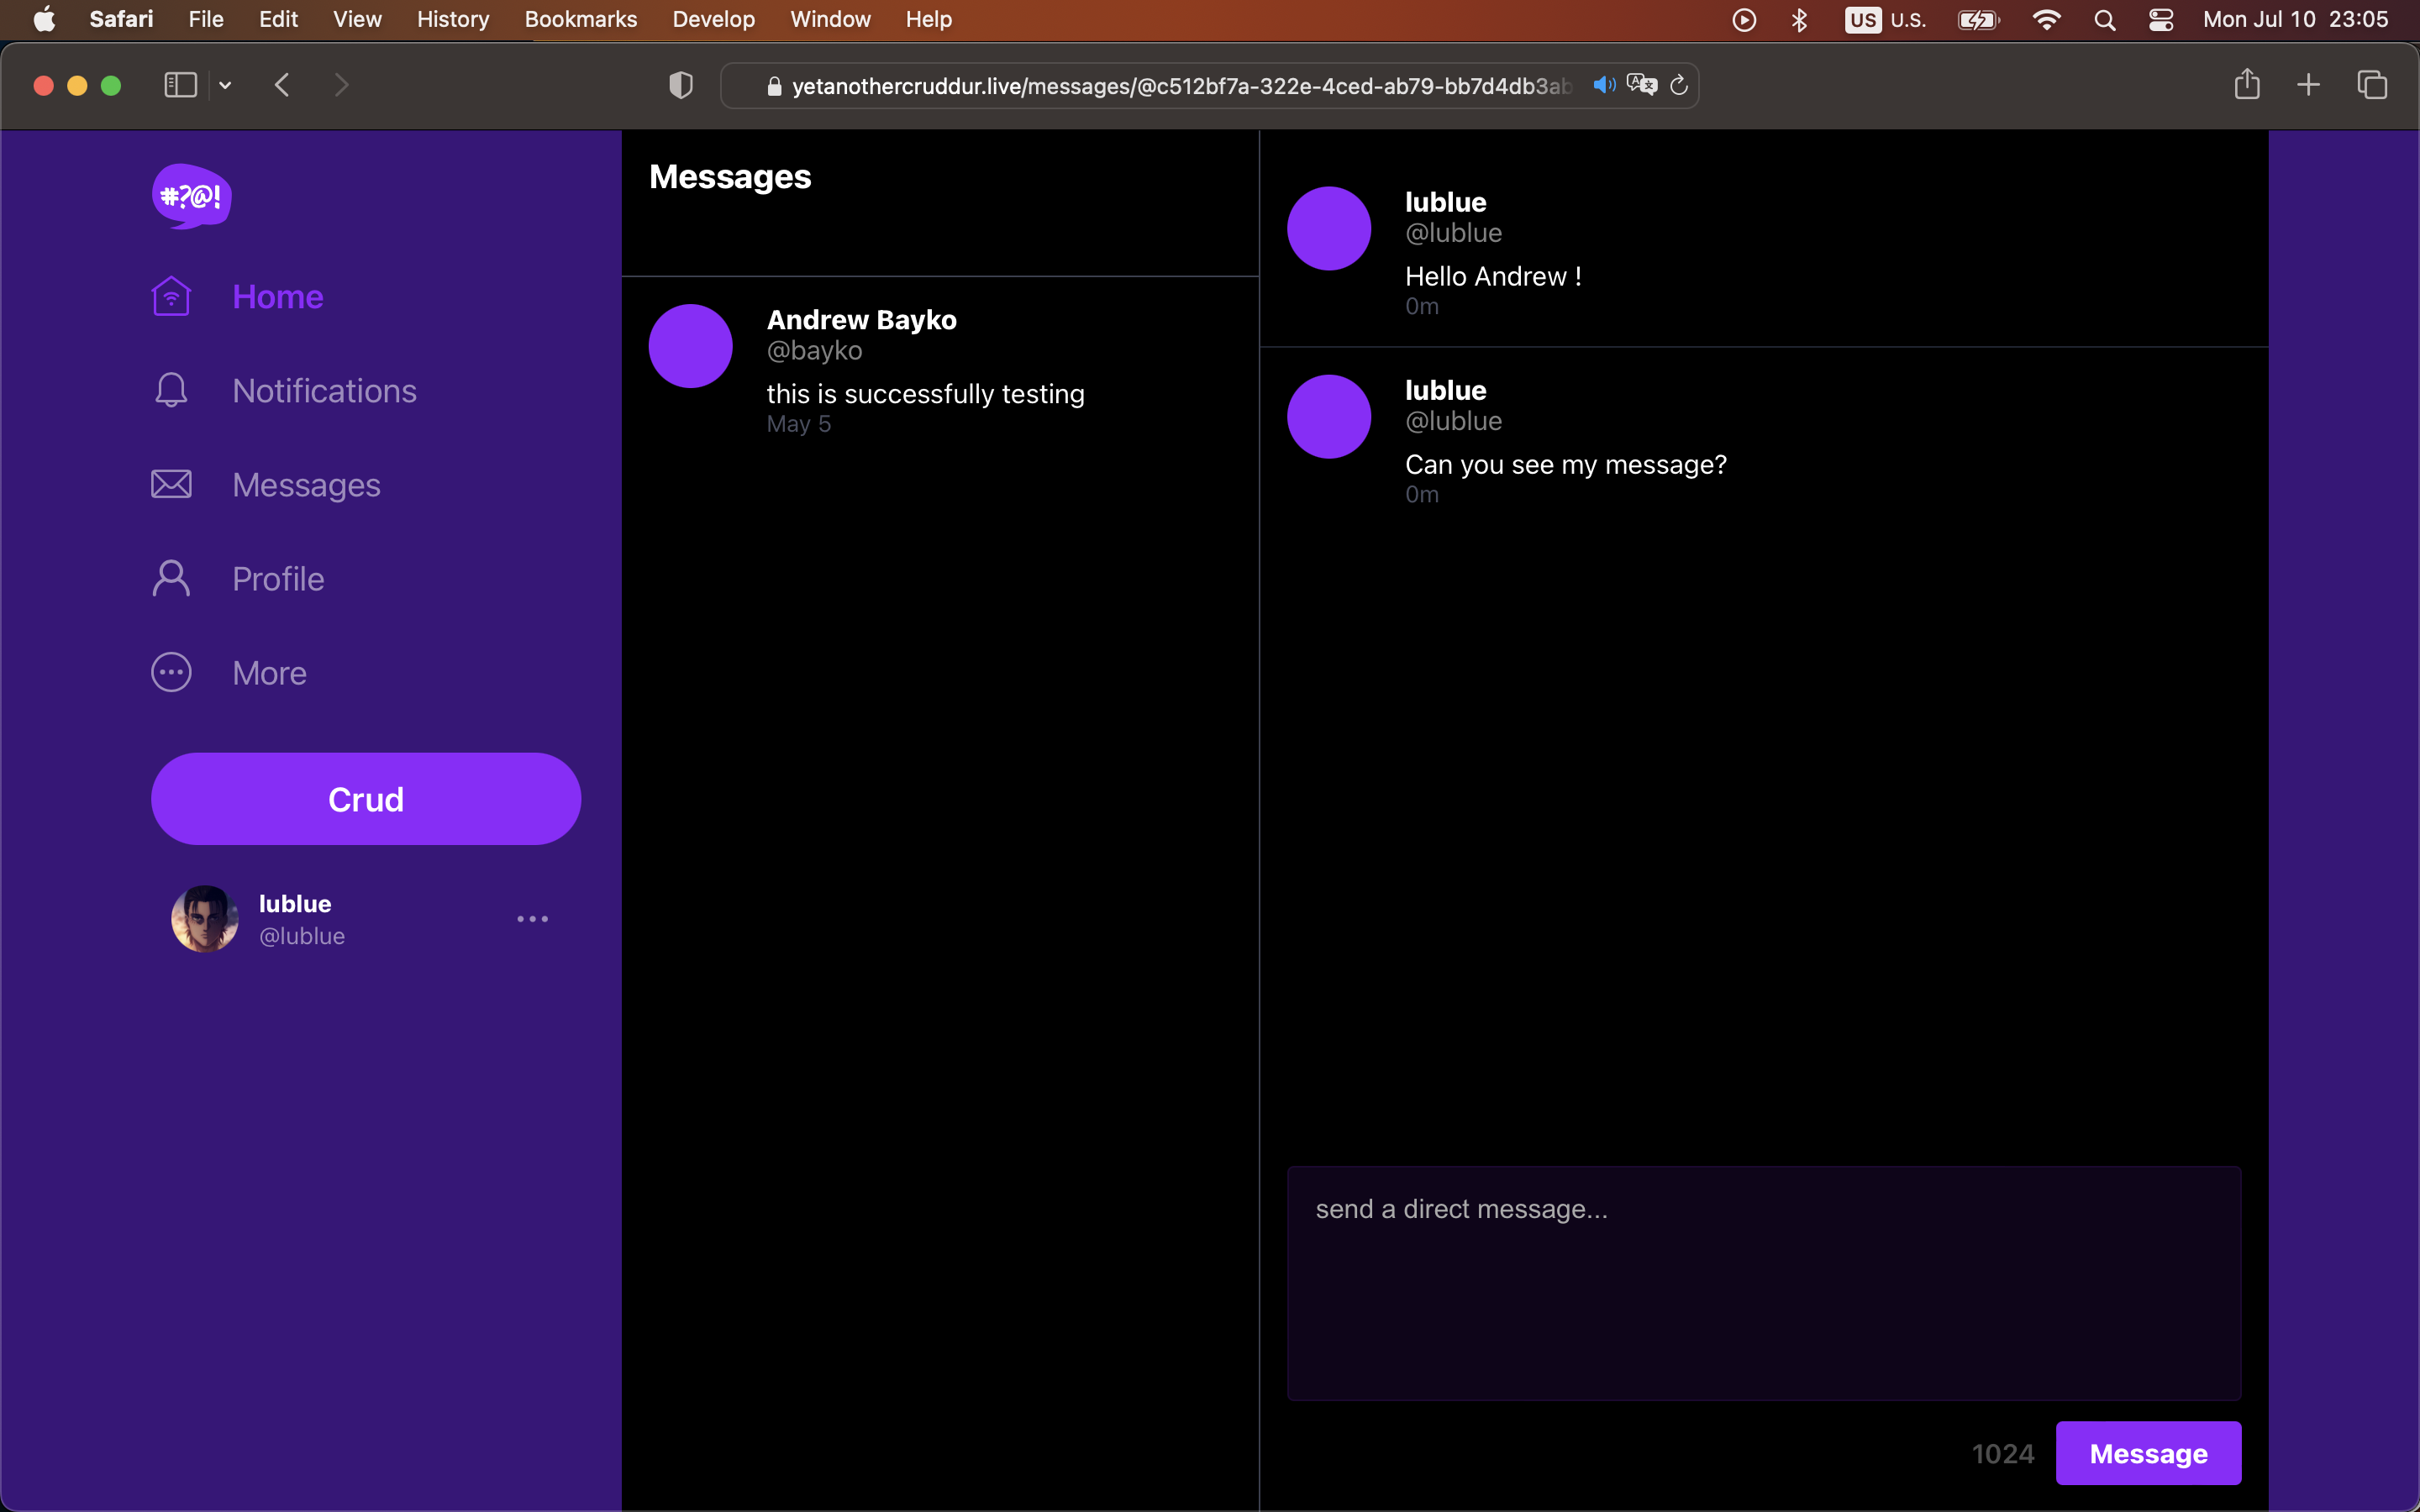 Safari File Edit View History Bookmarks Develop Window Help US U.S. Mon Jul 10 23:05
yetanothercruddur.live/messages/@c512bf7a-322e-4ced-ab79-bb7d4db3ab
#?@!
Home
Notifications
Messages
Profile
More
Crud
lublue
@lublue
Messages
Andrew Bayko
@bayko
this is successfully testing
May 5
lublue
@lublue
Hello Andrew !
0m
lublue
@lublue
Can you see my message?
0m
send a direct message...
1024 Message